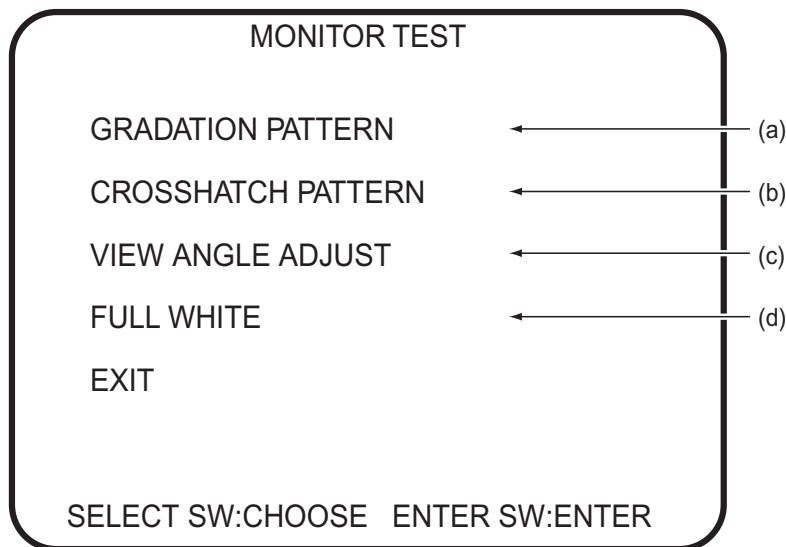 MONITOR TEST
GRADATION PATTERN (a)
CROSSHATCH PATTERN (b)
VIEW ANGLE ADJUST (c)
FULL WHITE (d)
EXIT
SELECT SW:CHOOSE ENTER SW:ENTER